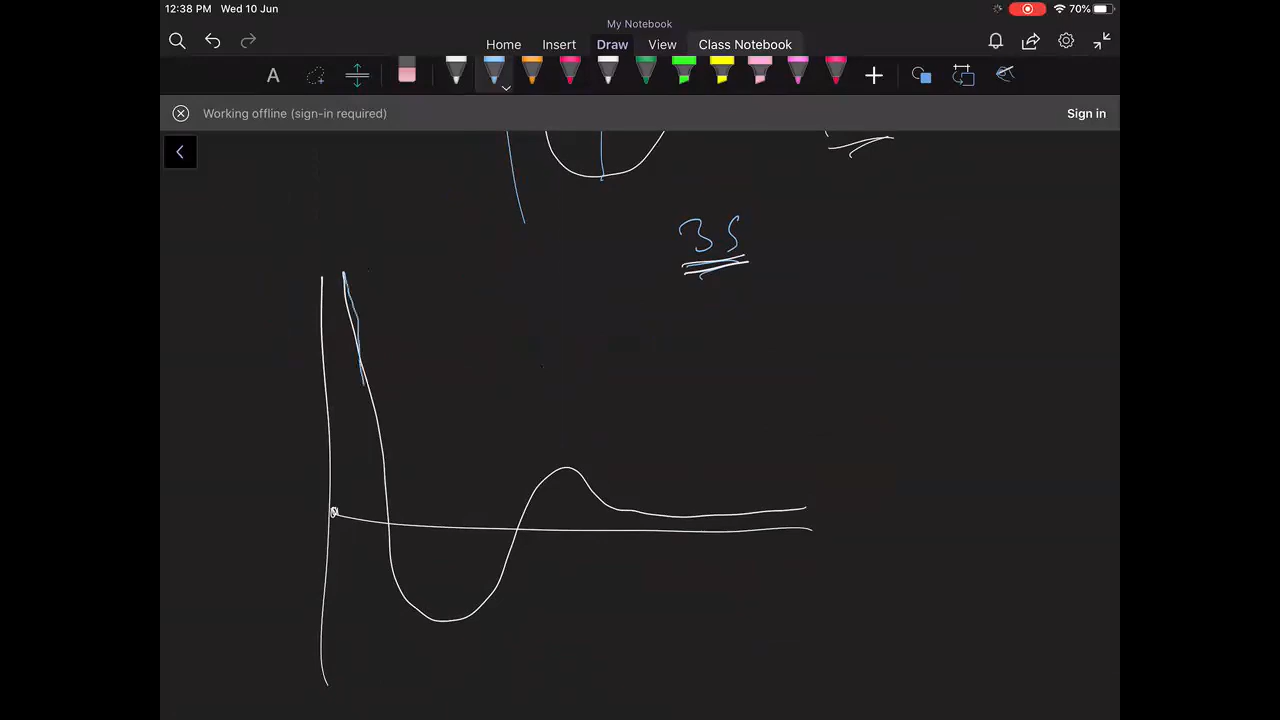 12:38 PM Wed 10 Jun
70%
My Notebook
Home Insert Draw View Class Notebook
A
Working offline (sign-in required)
Sign in
3s